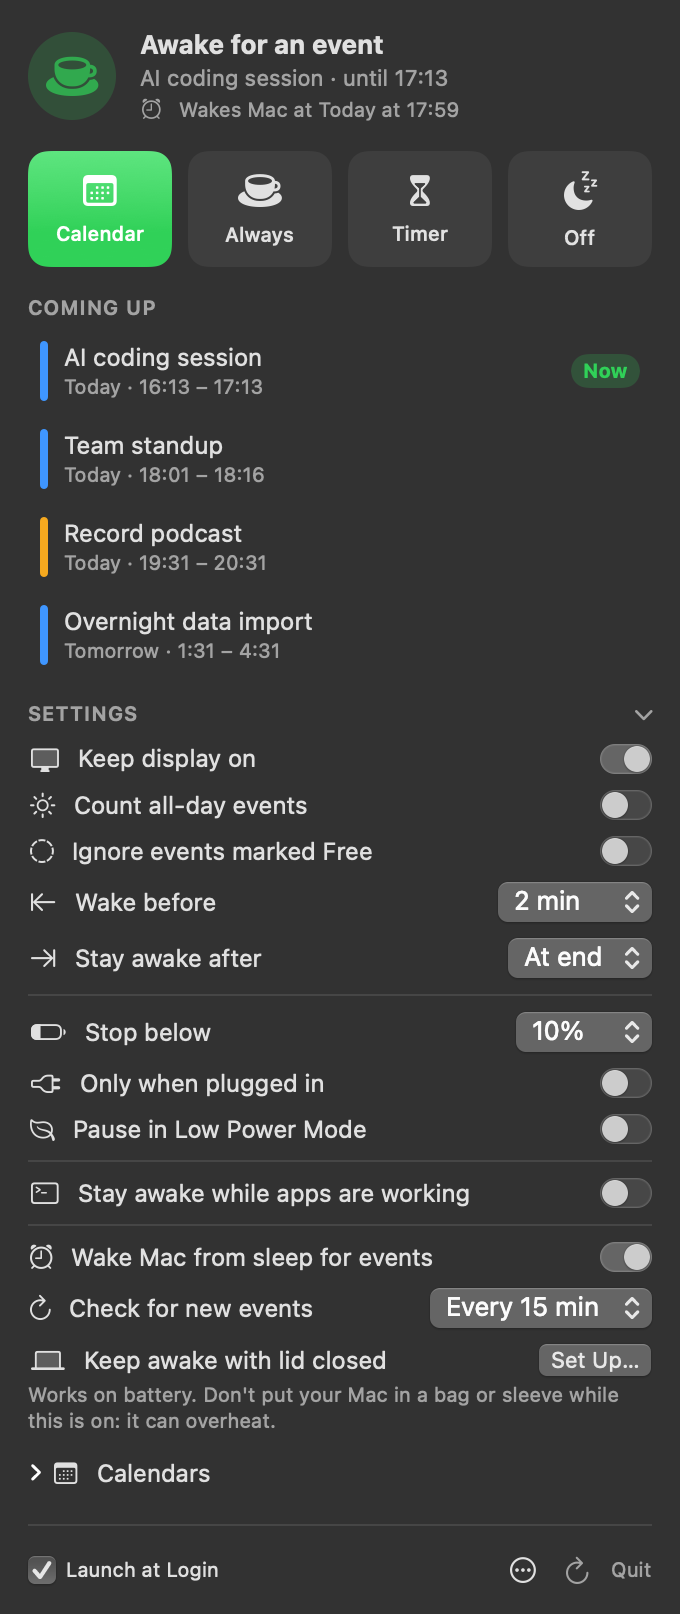 Awake for an event
AI coding session · until 17:13
Wakes Mac at Today at 17:59
Calendar
Always
Timer
Off
COMING UP
AI coding session
Today · 16:13 – 17:13
Now
Team standup
Today · 18:01 – 18:16
Record podcast
Today · 19:31 – 20:31
Overnight data import
Tomorrow · 1:31 – 4:31
SETTINGS
Keep display on
Count all-day events
Ignore events marked Free
Wake before
2 min
Stay awake after
At end
Stop below
10%
Only when plugged in
Pause in Low Power Mode
Stay awake while apps are working
Wake Mac from sleep for events
Check for new events
Every 15 min
Keep awake with lid closed
Set Up...
Works on battery. Don't put your Mac in a bag or sleeve while
this is on: it can overheat.
Calendars
Launch at Login
Quit